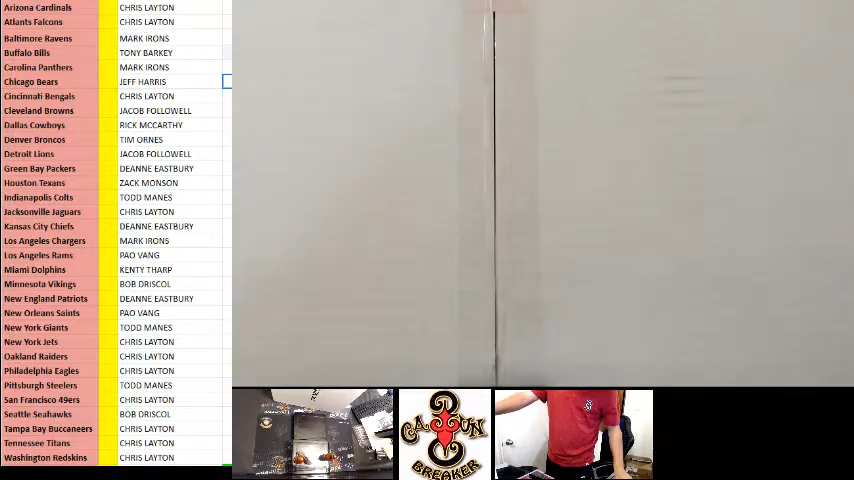 Arizona Cardinals CHRIS LAYTON
Atlants Falcons CHRIS LAYTON
Baltimore Ravens MARK IRONS
Buffalo Bills TONY BARKEY
Carolina Panthers MARK IRONS
Chicago Bears JEFF HARRIS
Cincinnati Bengals CHRIS LAYTON
Cleveland Browns JACOB FOLLOWELL
Dallas Cowboys RICK MCCARTHY
Denver Broncos TIM ORNES
Detroit Lions JACOB FOLLOWELL
Green Bay Packers DEANNE EASTBURY
Houston Texans ZACK MONSON
Indianapolis Colts TODD MANES
Jacksonville Jaguars CHRIS LAYTON
Kansas City Chiefs DEANNE EASTBURY
Los Angeles Chargers MARK IRONS
Los Angeles Rams PAO VANG
Miami Dolphins KENTY THARP
Minnesota Vikings BOB DRISCOL
New England Patriots DEANNE EASTBURY
New Orleans Saints PAO VANG
New York Giants TODD MANES
New York Jets CHRIS LAYTON
Oakland Raiders CHRIS LAYTON
Philadelphia Eagles CHRIS LAYTON
Pittsburgh Steelers TODD MANES
San Francisco 49ers CHRIS LAYTON
Seattle Seahawks BOB DRISCOL
Tampa Bay Buccaneers CHRIS LAYTON
Tennessee Titans CHRIS LAYTON
Washington Redskins CHRIS LAYTON
CAJUN
BREAKER